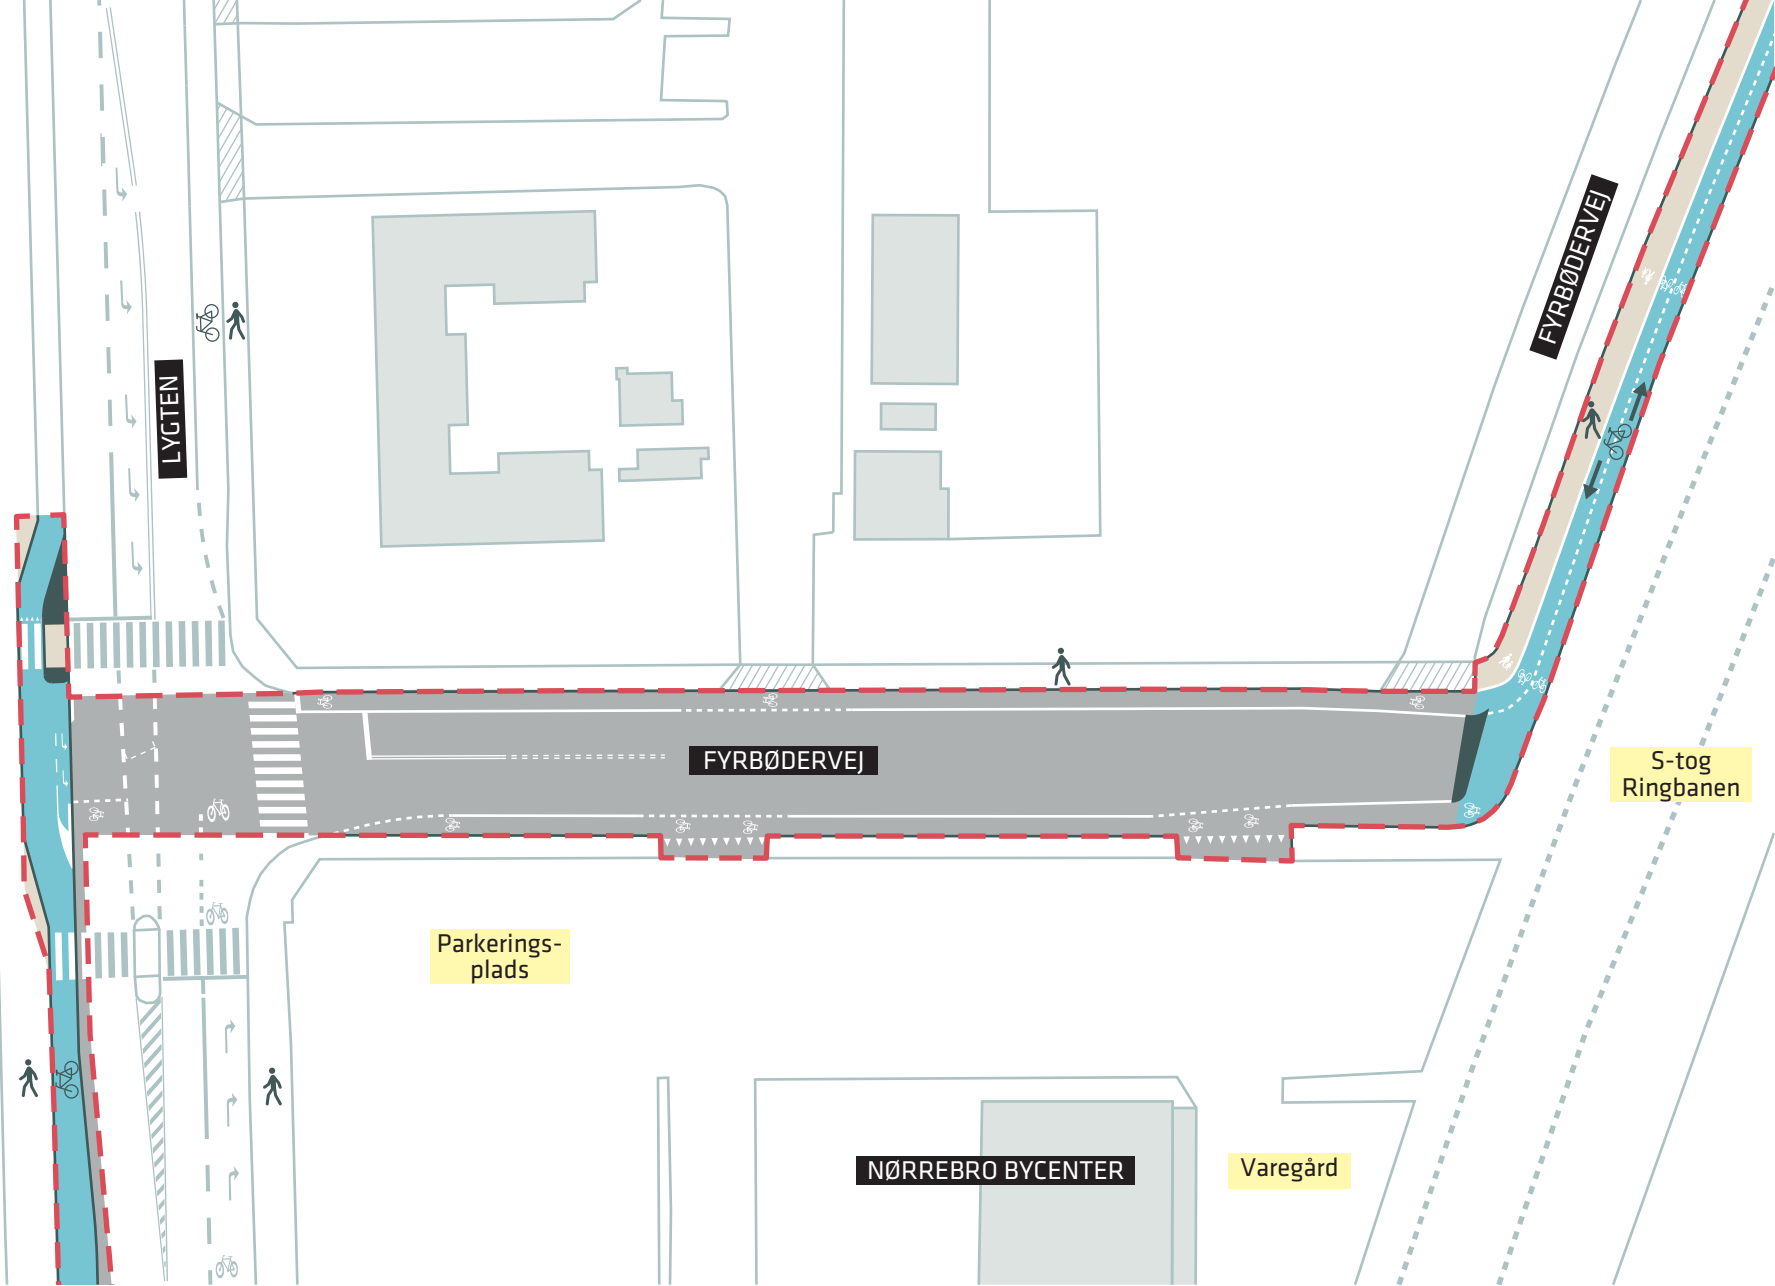 FYRBØDERVEJ
LYGTEN
FYRBØDERVEJ
S-tog
Ringbanen
Parkerings-
plads
NØRREBRO BYCENTER
Varegård